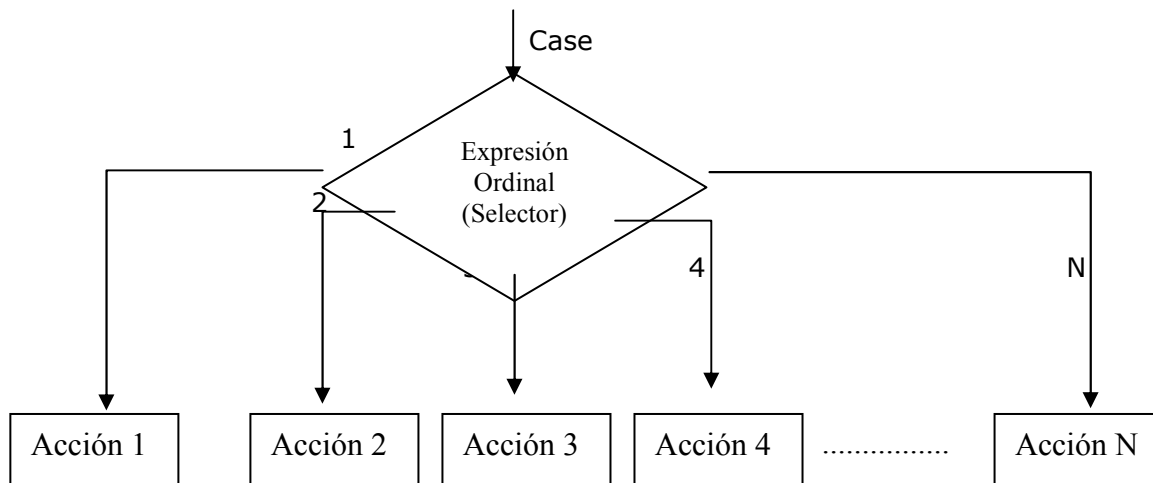 Case
1
Expresión
Ordinal
(Selector)
2
4
N
Acción 1
Acción 2
Acción 3
Acción 4
................
Acción N